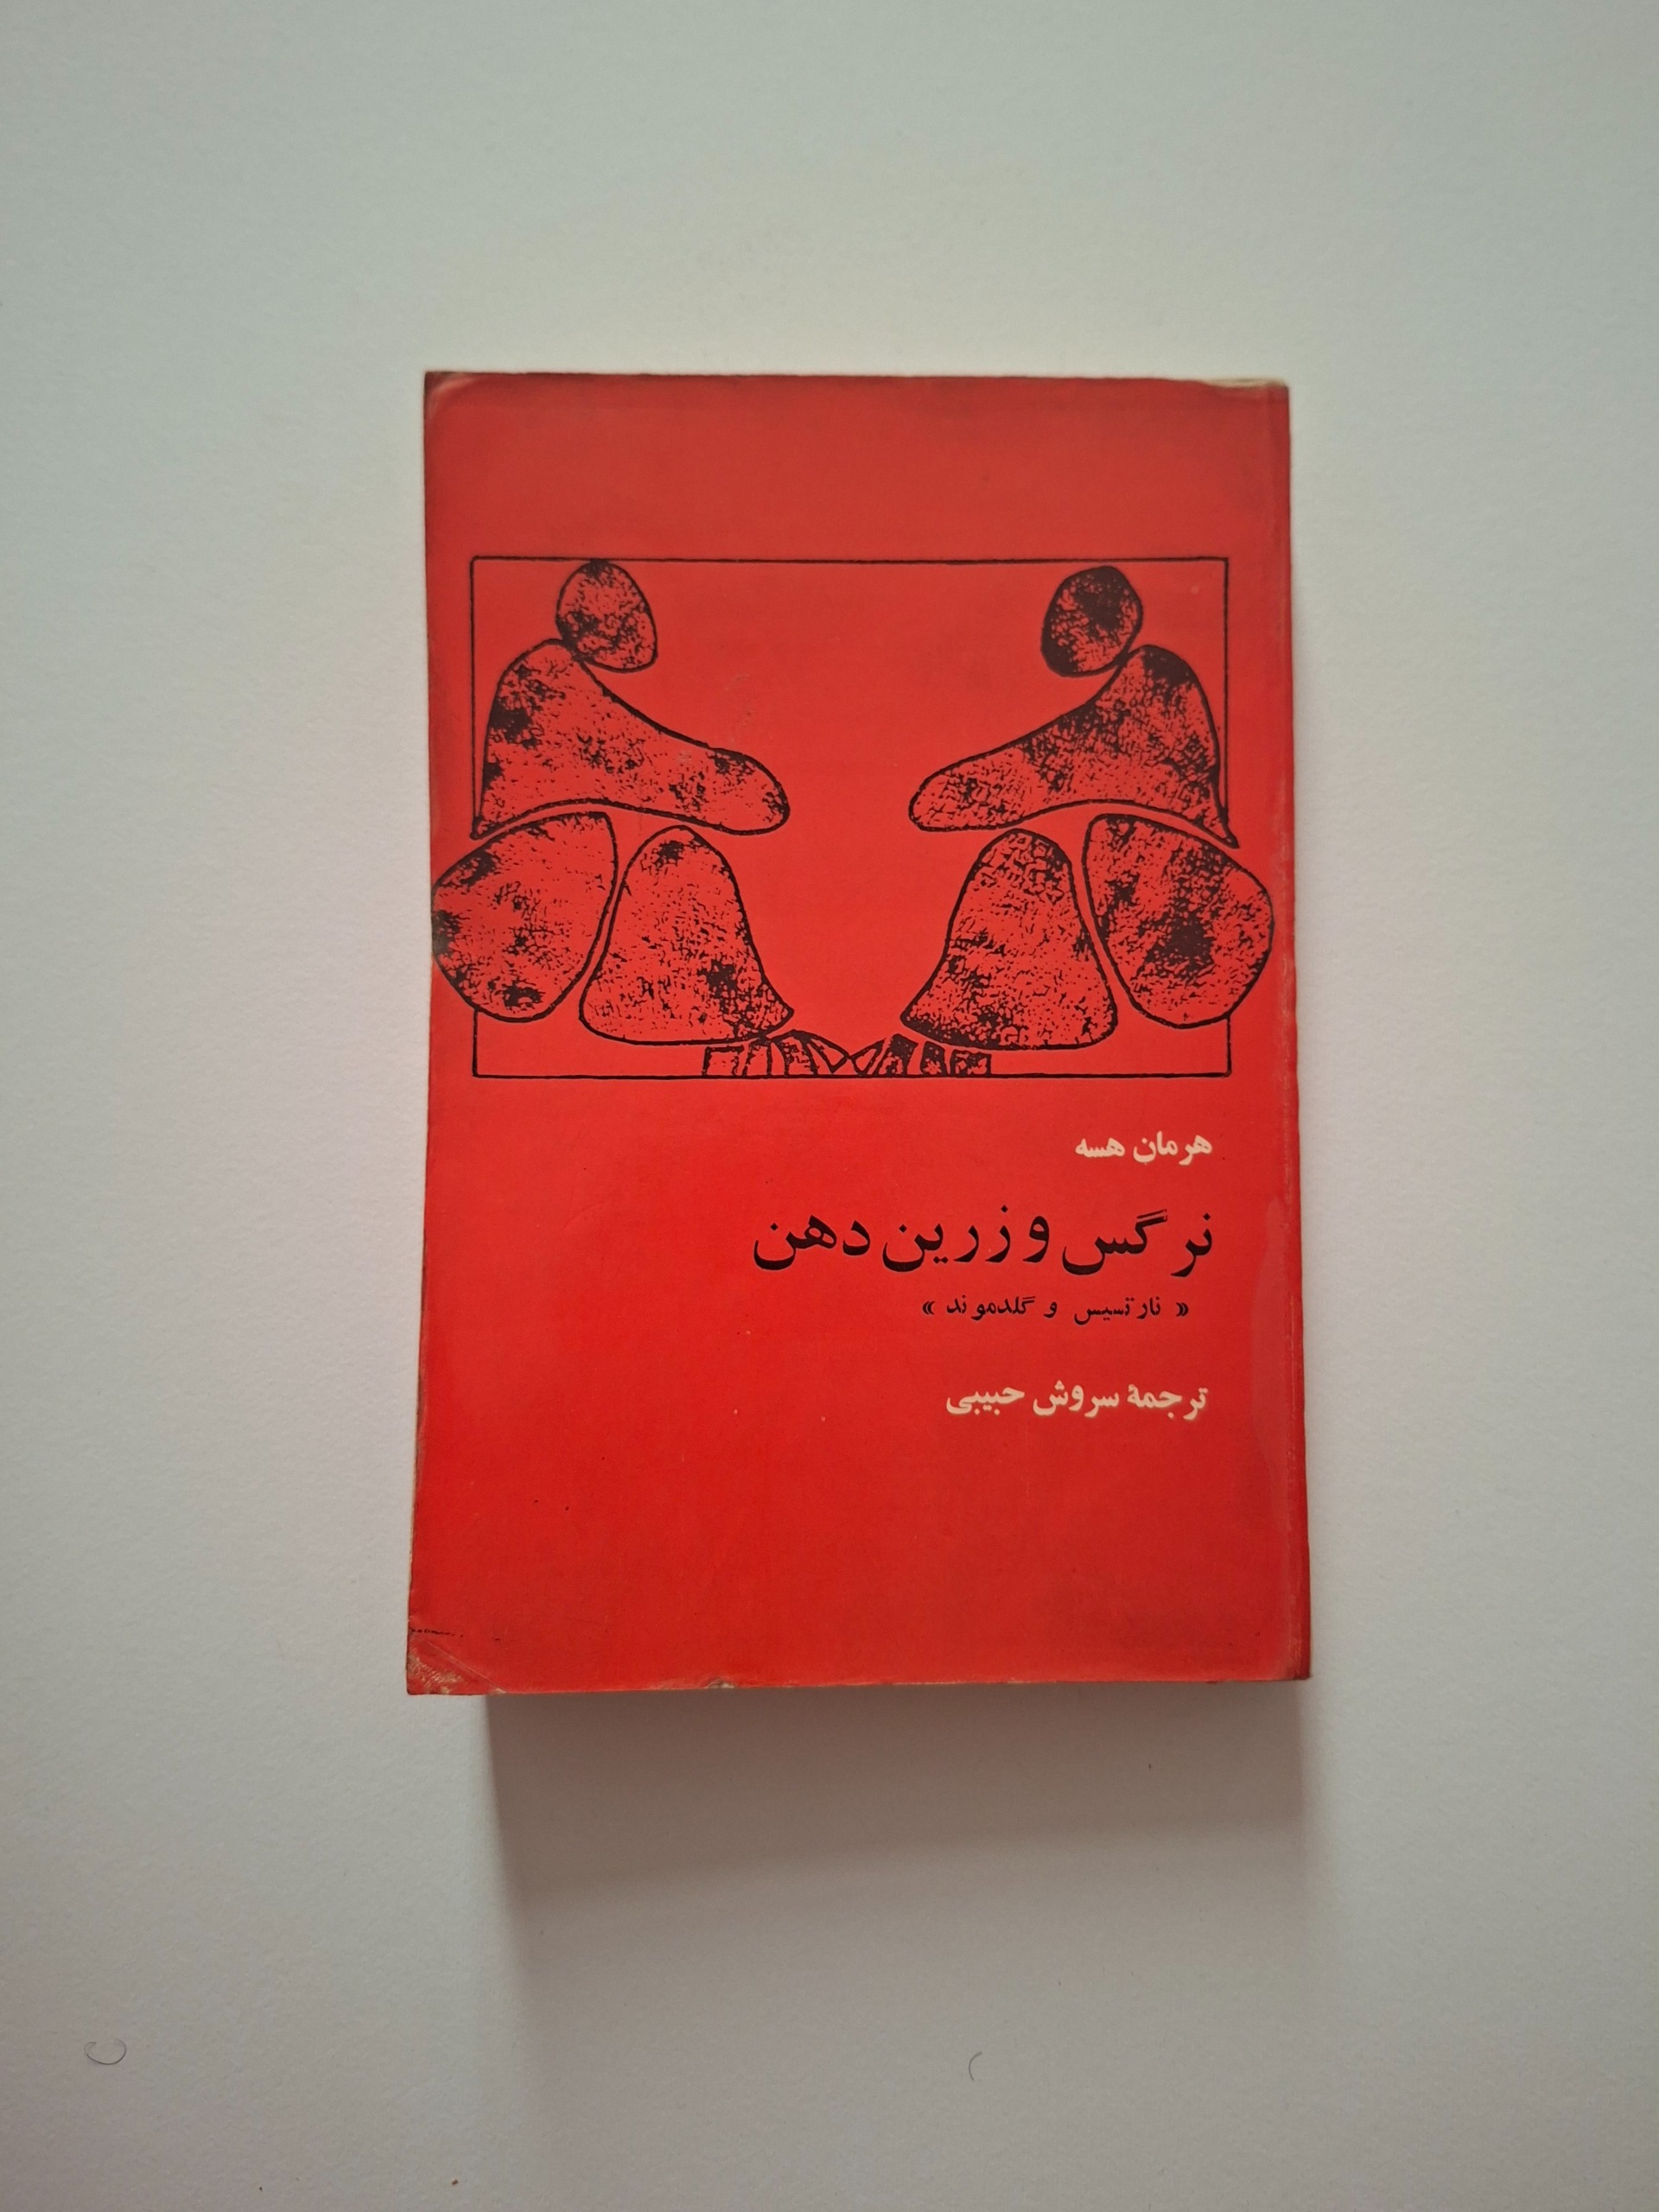 هرمان هسه
نرگس و زرین دهن
« نارتسیس و گلدموند »
ترجمهٔ سروش حبیبی